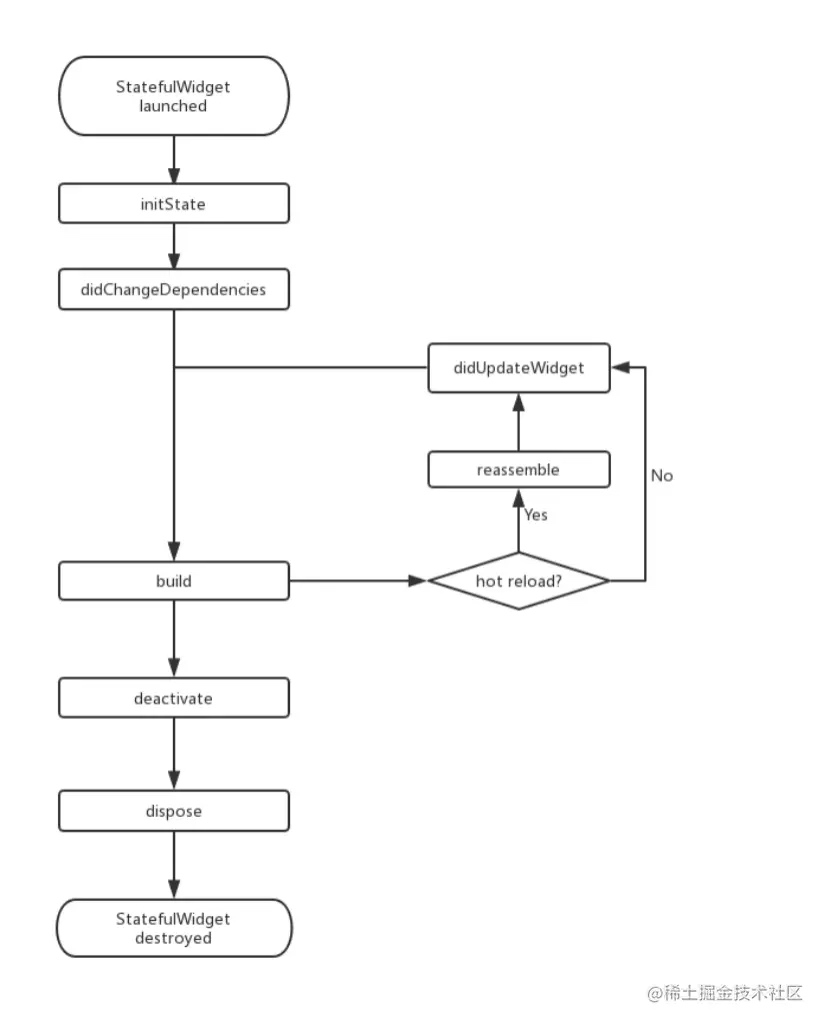 StatefulWidget
launched
initState
didChangeDependencies
didUpdateWidget
reassemble
No
Yes
build
hot reload?
deactivate
dispose
StatefulWidget
destroyed
@稀土掘金技术社区